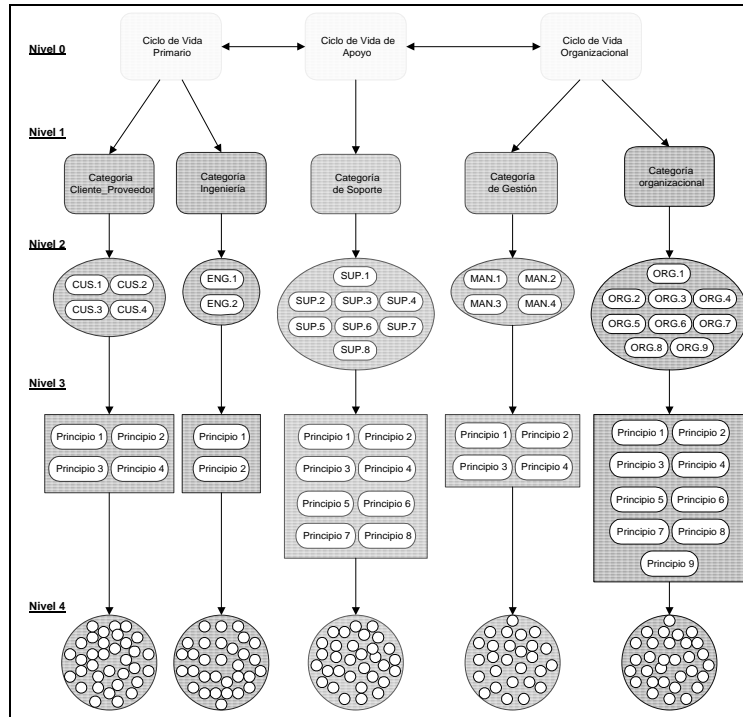 Nivel 0
Ciclo de Vida
Primario
Ciclo de Vida de
Apoyo
Ciclo de Vida
Organizacional
Nivel 1
Categoría
Cliente_Proveedor
Categoría
Ingeniería
Categoría
de Soporte
Categoría
de Gestión
Categoría
organizacional
Nivel 2
CUS.1 CUS.2
CUS.3 CUS.4
ENG.1
ENG.2
SUP.1
SUP.2 SUP.3 SUP.4
SUP.5 SUP.6 SUP.7
SUP.8
MAN.1 MAN.2
MAN.3 MAN.4
ORG.1
ORG.2 ORG.3 ORG.4
ORG.5 ORG.6 ORG.7
ORG.8 ORG.9
Nivel 3
Principio 1 Principio 2
Principio 3 Principio 4
Principio 1
Principio 2
Principio 1 Principio 2
Principio 3 Principio 4
Principio 5 Principio 6
Principio 7 Principio 8
Principio 1 Principio 2
Principio 3 Principio 4
Principio 1 Principio 2
Principio 3 Principio 4
Principio 5 Principio 6
Principio 7 Principio 8
Principio 9
Nivel 4